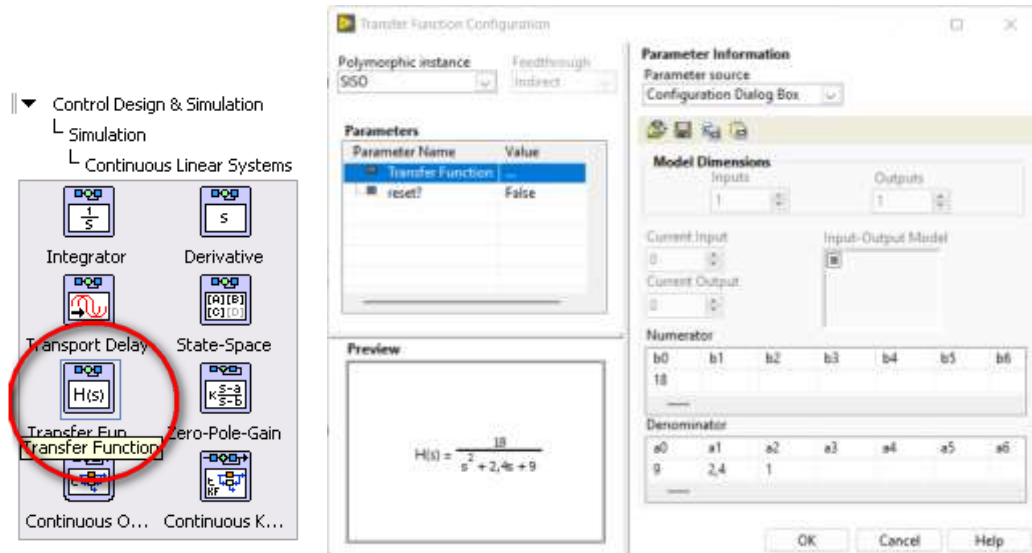 Control Design & Simulation
Simulation
Continuous Linear Systems
1
S
s
Integrator
Derivative
[A][B]
[C][D]
Transport Delay
State-Space
H(s)
K s-a
s-b
Transfer Fun...
Zero-Pole-Gain
Transfer Function
Continuous O...
Continuous K...
Transfer Function Configuration
Polymorphic instance
Feedthrough
SISO
Indirect
Parameters
Parameter Name
Value
Transfer Function
...
reset?
False
Preview
H(s) = 18
s2 + 2,4s + 9
Parameter Information
Parameter source
Configuration Dialog Box
Model Dimensions
Inputs
Outputs
1
1
Current Input
Input-Output Model
0
Current Output
0
Numerator
b0 b1 b2 b3 b4 b5 b6
18
Denominator
a0 a1 a2 a3 a4 a5 a6
9 2,4 1
OK
Cancel
Help